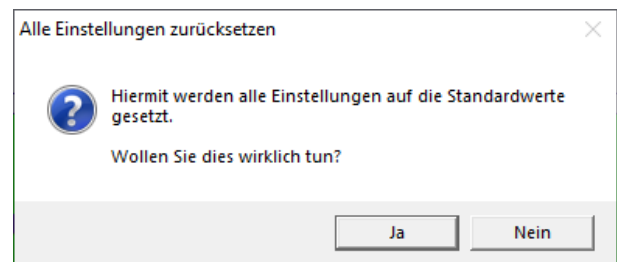 Alle Einstellungen zurücksetzen
Hiermit werden alle Einstellungen auf die Standardwerte
gesetzt.
Wollen Sie dies wirklich tun?
Ja
Nein